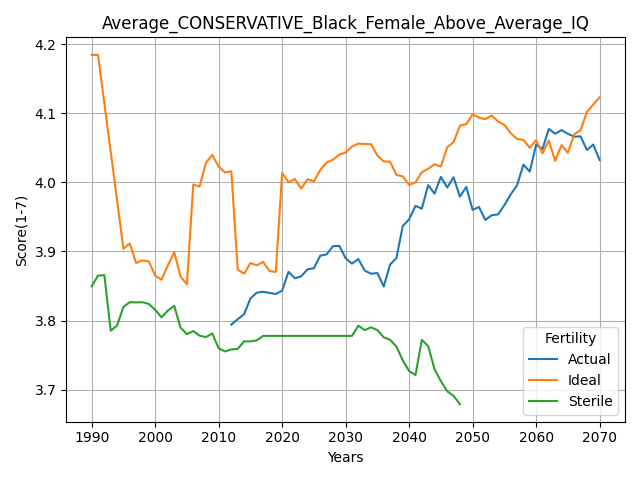 Average_CONSERVATIVE_Black_Female_Above_Average_IQ
Score(1-7)
4.2
4.1
4.0
3.9
3.8
3.7
Fertility
Actual
Ideal
Sterile
1990 2000 2010 2020 2030 2040 2050 2060 2070
Years